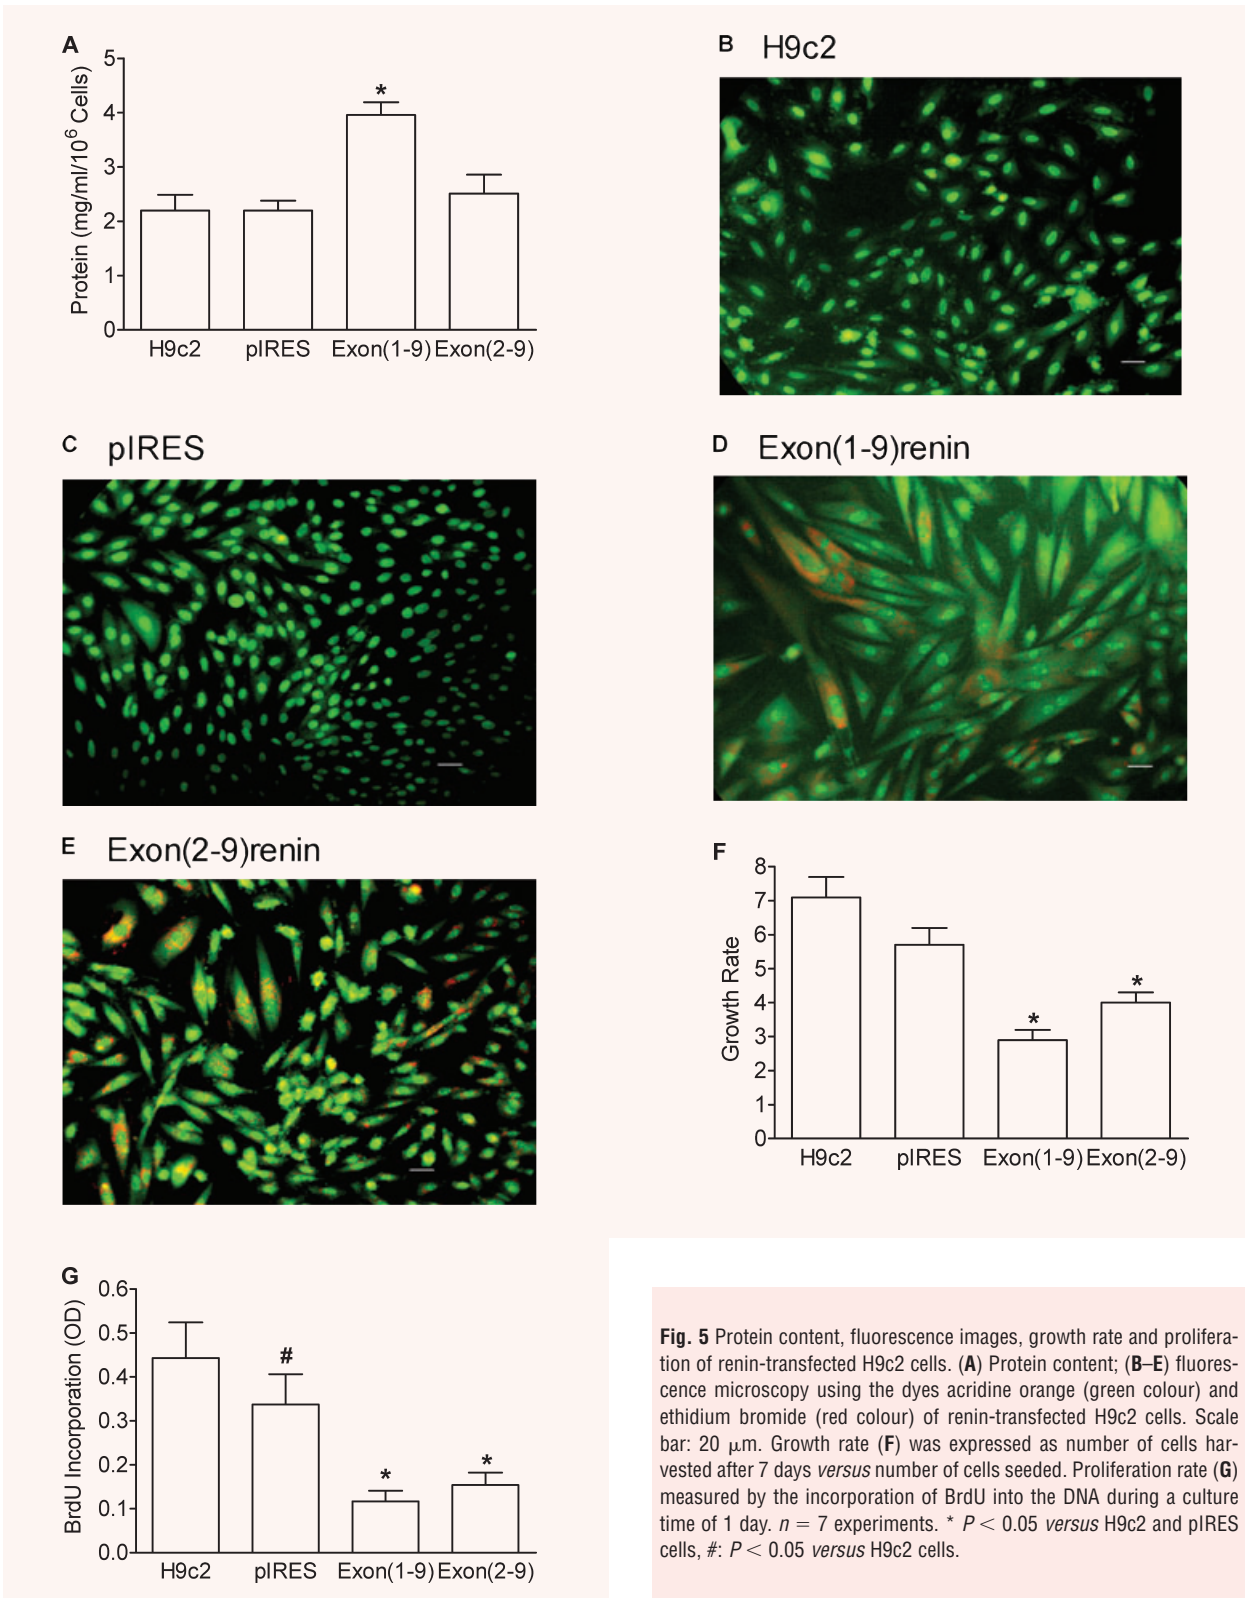 A
5
4
3
2
1
0
Protein (mg/ml/10⁶ Cells)
*
H9c2 pIRES Exon(1-9) Exon(2-9)
B H9c2
C pIRES
D Exon(1-9)renin
E Exon(2-9)renin
F
8
7
6
5
4
3
2
1
0
Growth Rate
*
*
H9c2 pIRES Exon(1-9) Exon(2-9)
G
0.6
0.5
0.4
0.3
0.2
0.1
0.0
BrdU Incorporation (OD)
#
*
*
H9c2 pIRES Exon(1-9) Exon(2-9)
Fig. 5 Protein content, fluorescence images, growth rate and prolifera-
tion of renin-transfected H9c2 cells. (A) Protein content; (B–E) fluores-
cence microscopy using the dyes acridine orange (green colour) and
ethidium bromide (red colour) of renin-transfected H9c2 cells. Scale
bar: 20 μm. Growth rate (F) was expressed as number of cells har-
vested after 7 days versus number of cells seeded. Proliferation rate (G)
measured by the incorporation of BrdU into the DNA during a culture
time of 1 day. n = 7 experiments. * P < 0.05 versus H9c2 and pIRES
cells, #: P < 0.05 versus H9c2 cells.